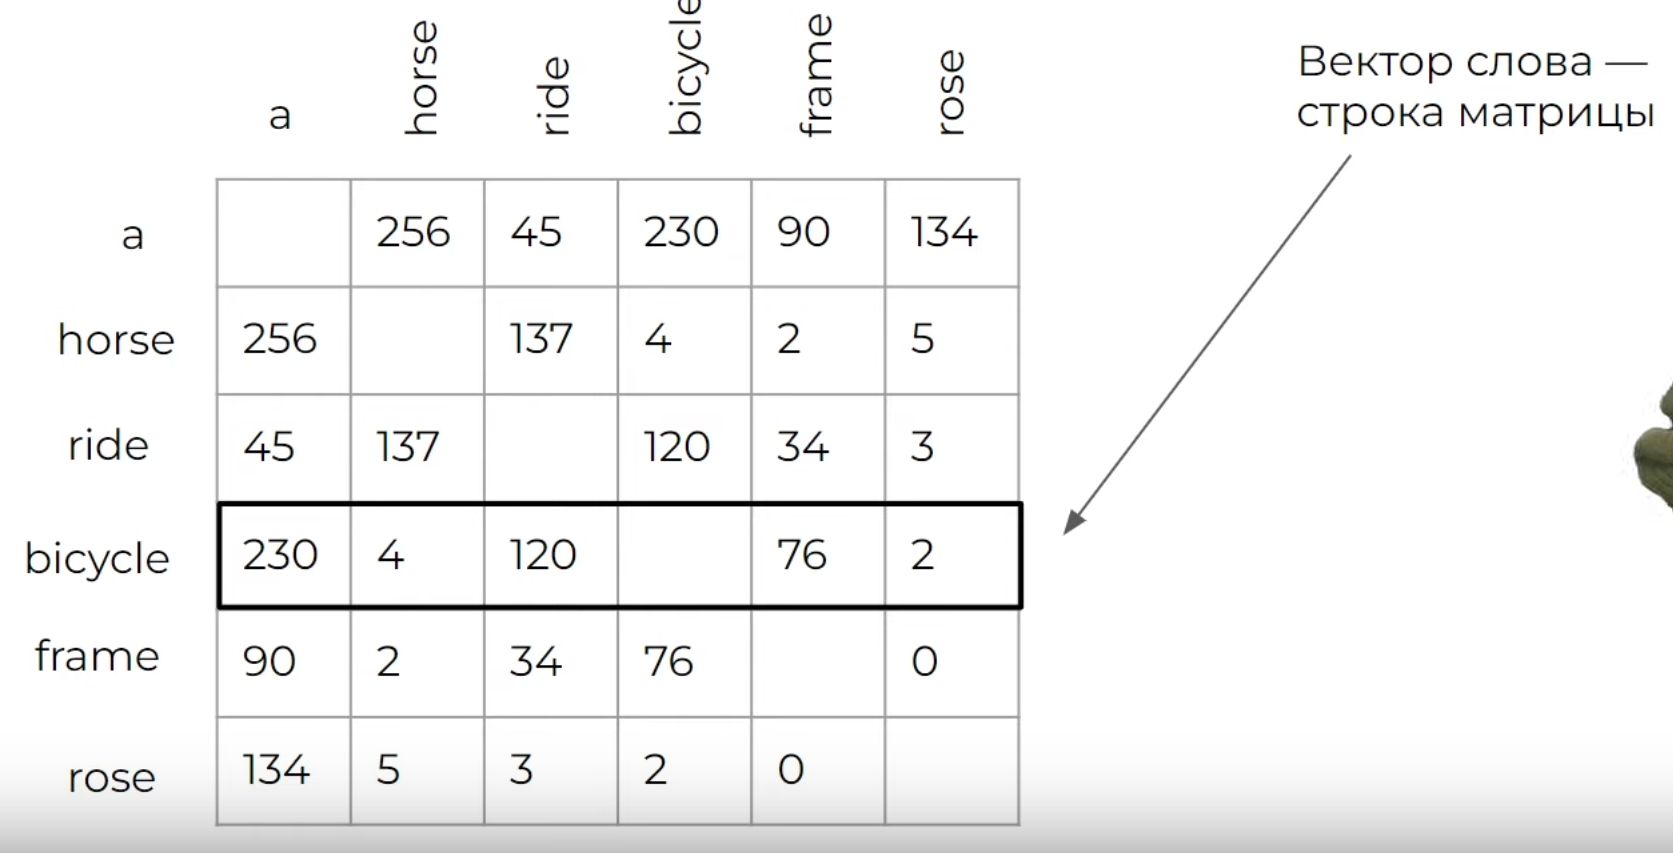 a horse ride bicycle frame rose
Вектор слова —
строка матрицы
a 256 45 230 90 134
horse 256 137 4 2 5
ride 45 137 120 34 3
bicycle 230 4 120 76 2
frame 90 2 34 76 0
rose 134 5 3 2 0